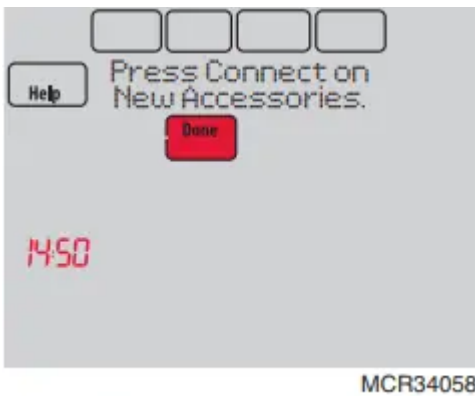 Press Connect on
Help
New Accessories.
Done
14:50
MCR34058